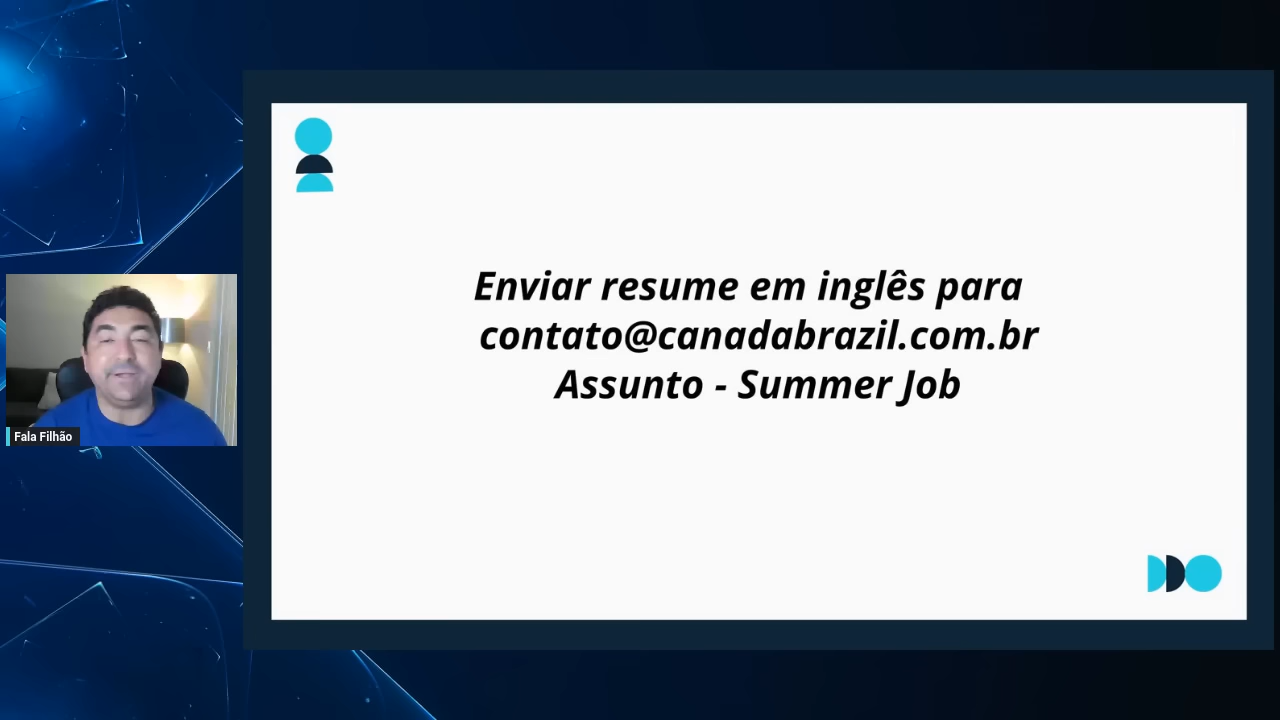 Enviar resume em inglês para
contato@canadabrazil.com.br
Assunto - Summer Job
Fala Filhão